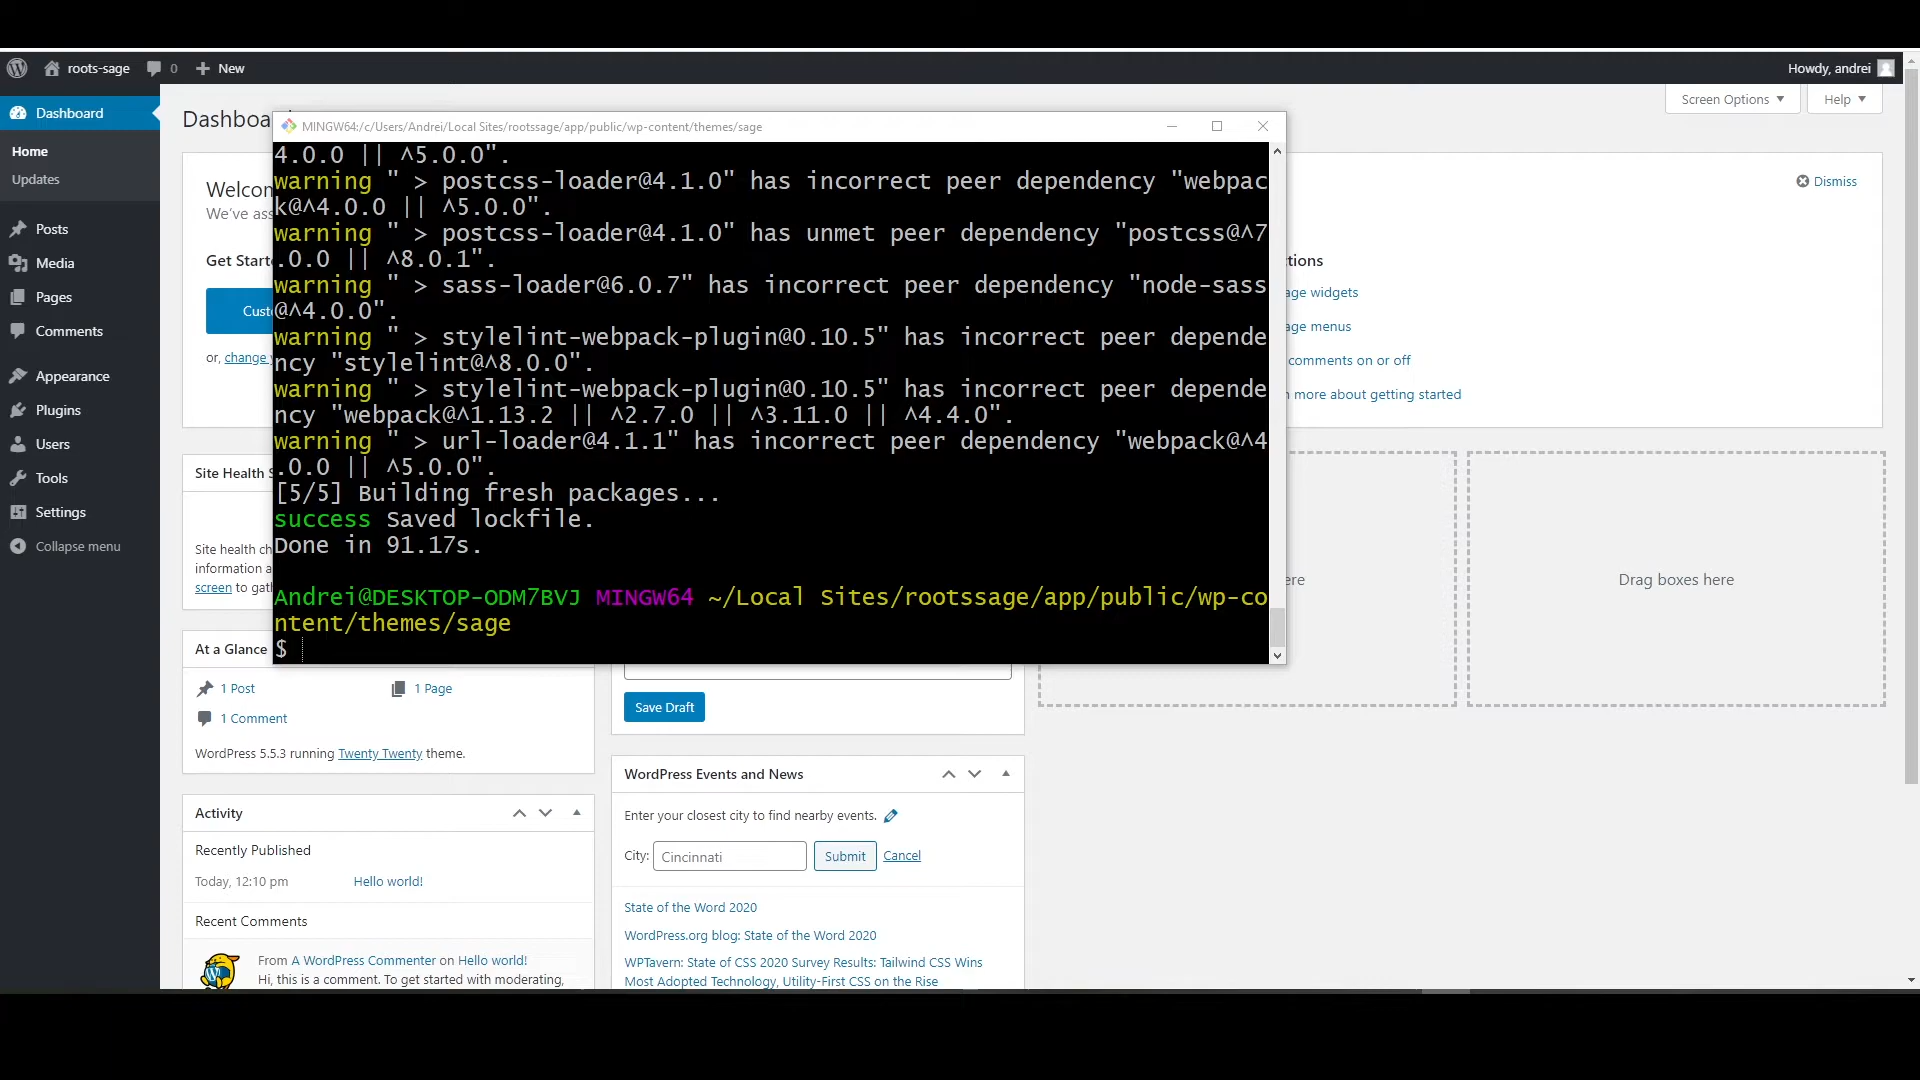 roots-sage
0
New
Howdy, andrei
Dashboard
Home
Updates
Posts
Media
Pages
Comments
Appearance
Plugins
Users
Tools
Settings
Collapse menu
Screen Options
Help
Dashboa
MINGW64:/c/Users/Andrei/Local Sites/rootssage/app/public/wp-content/themes/sage
4.0.0 || ^5.0.0".
warning " > postcss-loader@4.1.0" has incorrect peer dependency "webpac
k@^4.0.0 || ^5.0.0".
warning " > postcss-loader@4.1.0" has unmet peer dependency "postcss@^7
.0.0 || ^8.0.1".
warning " > sass-loader@6.0.7" has incorrect peer dependency "node-sass
@^4.0.0".
warning " > stylelint-webpack-plugin@0.10.5" has incorrect peer depende
ncy "stylelint@^8.0.0".
warning " > stylelint-webpack-plugin@0.10.5" has incorrect peer depende
ncy "webpack@^1.13.2 || ^2.7.0 || ^3.11.0 || ^4.4.0".
warning " > url-loader@4.1.1" has incorrect peer dependency "webpack@^4
.0.0 || ^5.0.0".
[5/5] Building fresh packages...
success Saved lockfile.
Done in 91.17s.
Andrei@DESKTOP-ODM7BVJ MINGW64 ~/Local Sites/rootssage/app/public/wp-co
ntent/themes/sage
$
Welcon
We've ass
Get Starte
Custo
or, change
Dismiss
ctions
age widgets
age menus
comments on or off
n more about getting started
Site Health S
Site health ch
information a
screen to gath
ere
Drag boxes here
At a Glance
1 Post
1 Page
1 Comment
WordPress 5.5.3 running Twenty Twenty theme.
Save Draft
Activity
Recently Published
Today, 12:10 pm
Hello world!
Recent Comments
From A WordPress Commenter on Hello world!
Hi, this is a comment. To get started with moderating,
WordPress Events and News
Enter your closest city to find nearby events.
City:
Cincinnati
Submit
Cancel
State of the Word 2020
WordPress.org blog: State of the Word 2020
WPTavern: State of CSS 2020 Survey Results: Tailwind CSS Wins
Most Adopted Technology, Utility-First CSS on the Rise